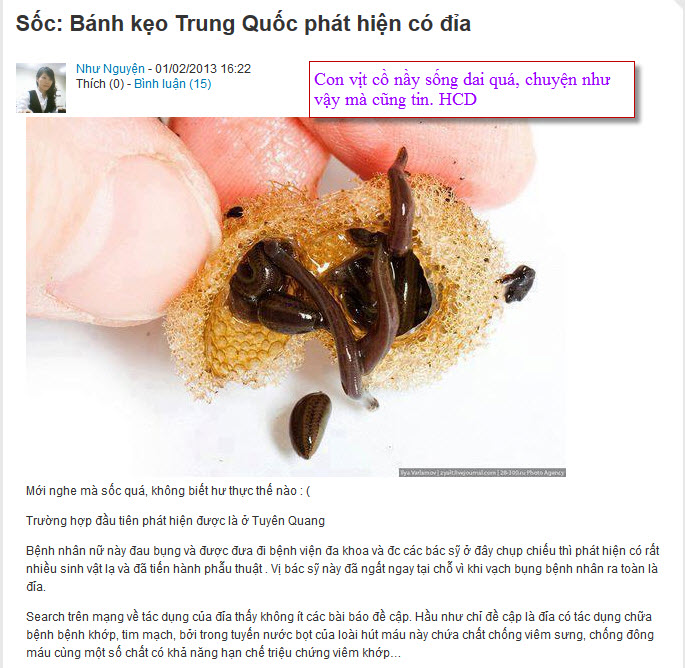 Sốc: Bánh kẹo Trung Quốc phát hiện có đỉa
Như Nguyện - 01/02/2013 16:22
Thích (0) - Bình luận (15)
Con vịt cồ nầy sống dai quá, chuyện như
vậy mà cũng tin. HCD
Ilya Varlamov | zyalt.livejournal.com | 28-300.ru Photo Agency
Mới nghe mà sốc quá, không biết hư thực thế nào : (
Trường hợp đầu tiên phát hiện được là ở Tuyên Quang
Bệnh nhân nữ này đau bụng và được đưa đi bệnh viện đa khoa và đc các bác sỹ ở đây chụp chiếu thì phát hiện có rất
nhiều sinh vật lạ và đã tiến hành phẫu thuật . Vị bác sỹ này đã ngất ngay tại chỗ vì khi vạch bụng bệnh nhân ra toàn là
đỉa.
Search trên mạng về tác dụng của đỉa thấy không ít các bài báo đề cập. Hầu như chỉ đề cập là đỉa có tác dụng chữa
bệnh bệnh khớp, tim mạch, bởi trong tuyến nước bọt của loài hút máu này chứa chất chống viêm sưng, chống đông
máu cùng một số chất có khả năng hạn chế triệu chứng viêm khớp…